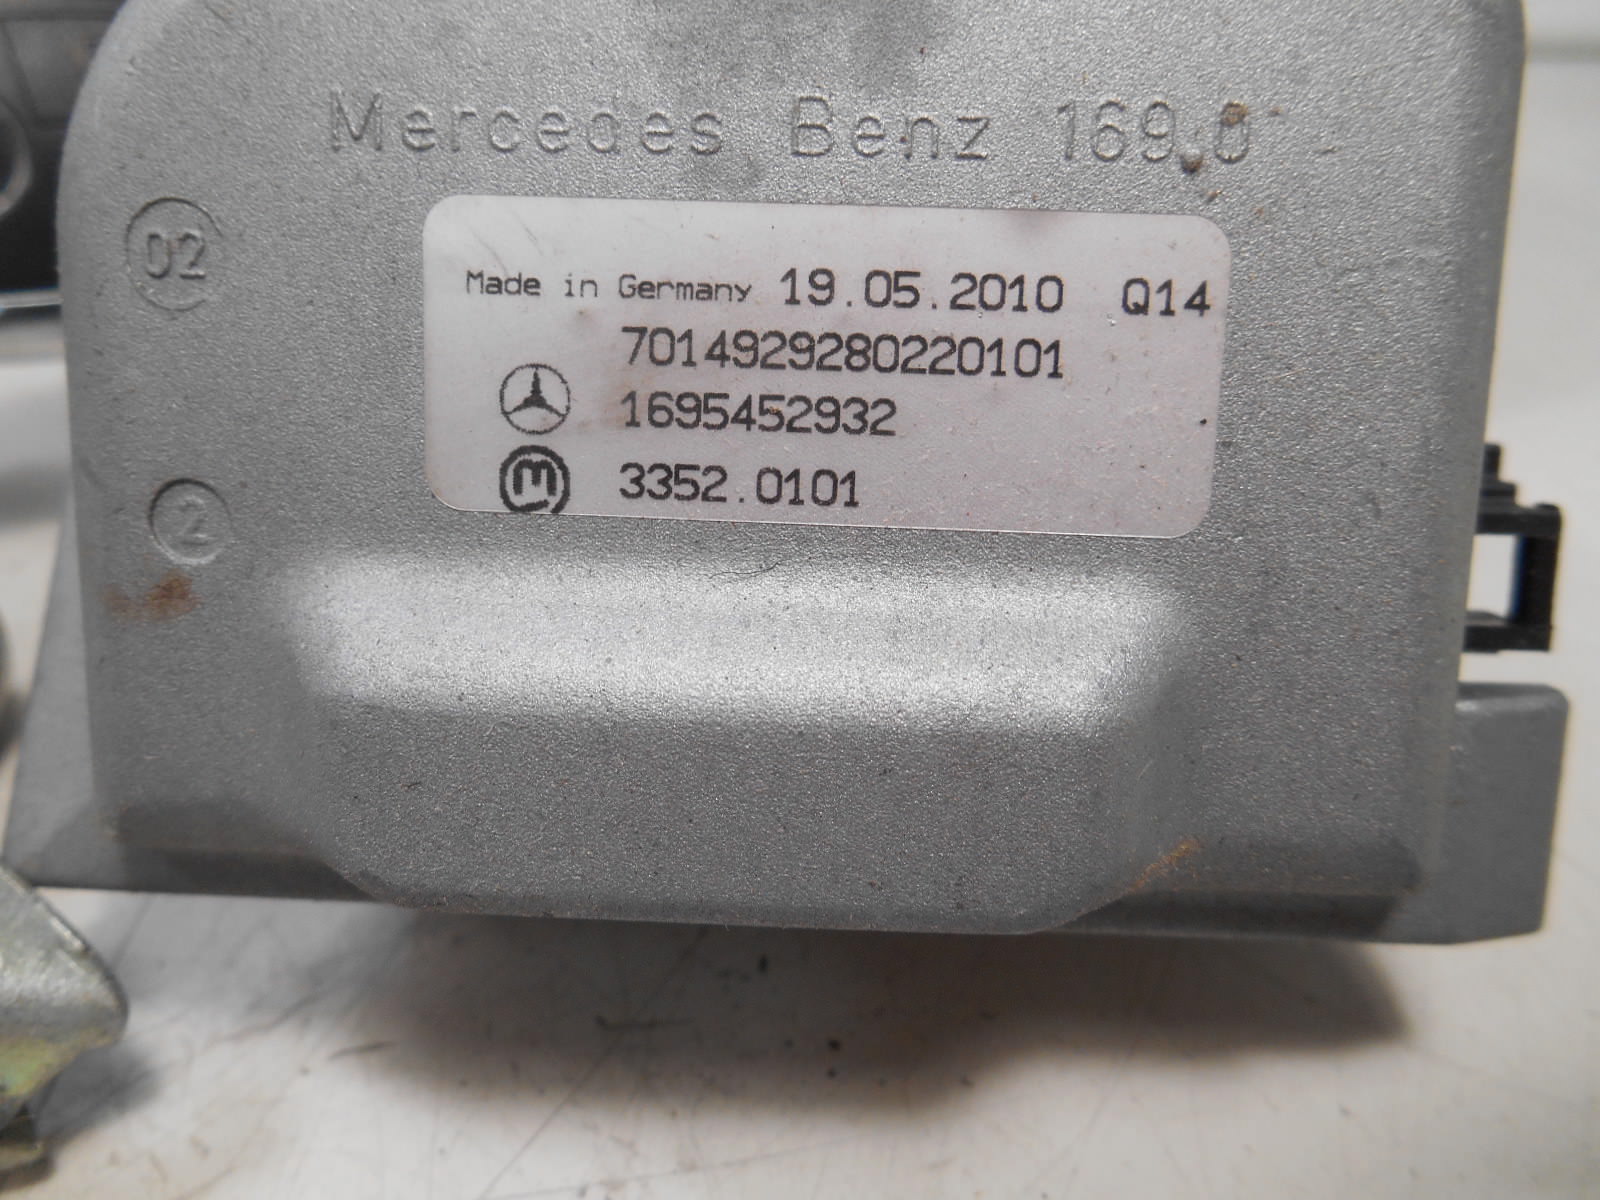 Mercedes Benz 169.0
02
Made in Germany 19.05.2010 Q14
7014929280220101
1695452932
m 3352.0101
2